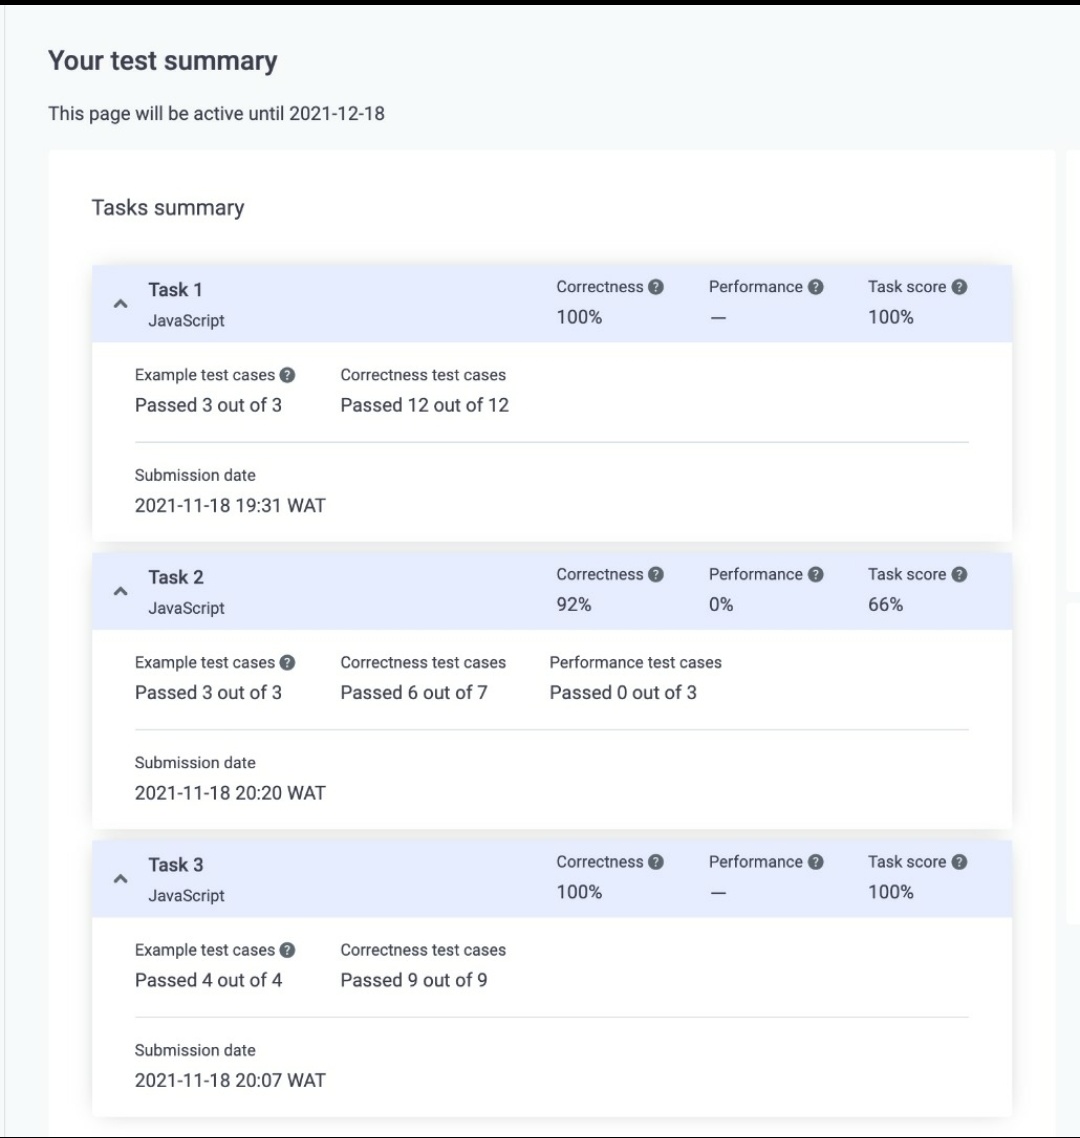 Your test summary
This page will be active until 2021-12-18
Tasks summary
Task 1
JavaScript
Correctness ?
100%
Performance ?
—
Task score ?
100%
Example test cases ?
Passed 3 out of 3
Correctness test cases
Passed 12 out of 12
Submission date
2021-11-18 19:31 WAT
Task 2
JavaScript
Correctness ?
92%
Performance ?
0%
Task score ?
66%
Example test cases ?
Passed 3 out of 3
Correctness test cases
Passed 6 out of 7
Performance test cases
Passed 0 out of 3
Submission date
2021-11-18 20:20 WAT
Task 3
JavaScript
Correctness ?
100%
Performance ?
—
Task score ?
100%
Example test cases ?
Passed 4 out of 4
Correctness test cases
Passed 9 out of 9
Submission date
2021-11-18 20:07 WAT